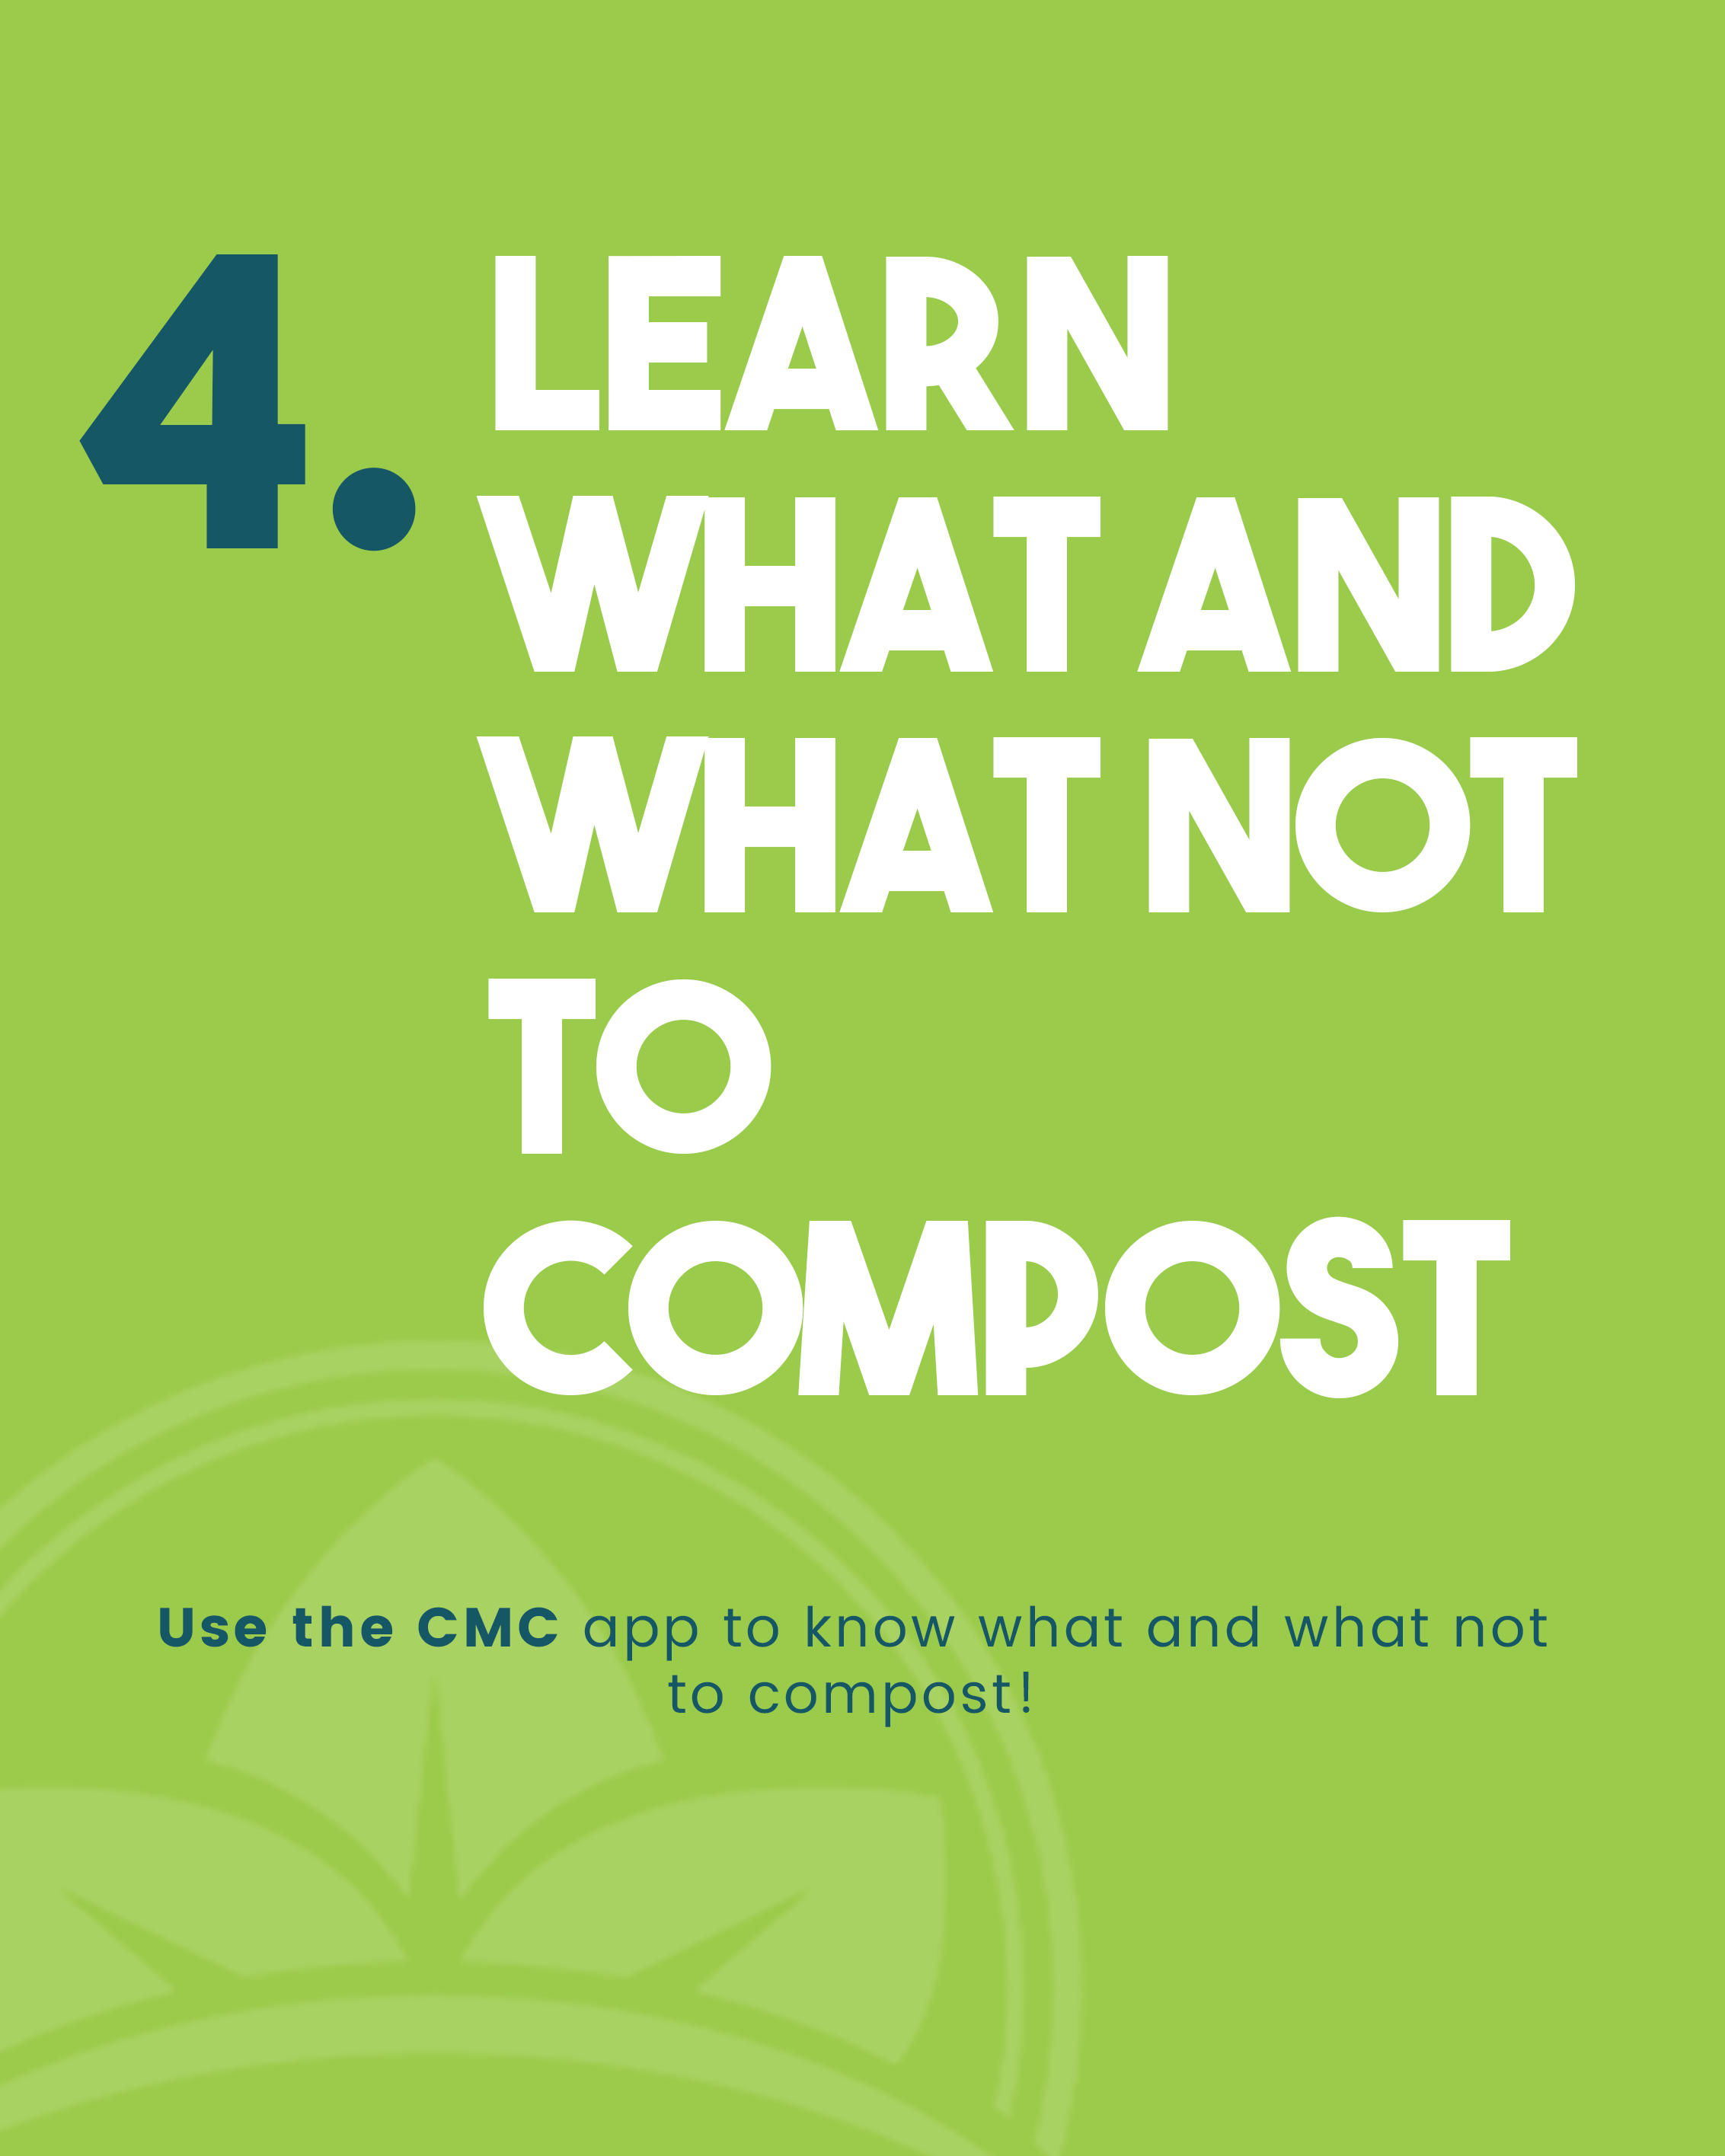 4. LEARN
WHAT AND
WHAT NOT
TO
COMPOST
Use the CMC app to know what and what not
to compost!